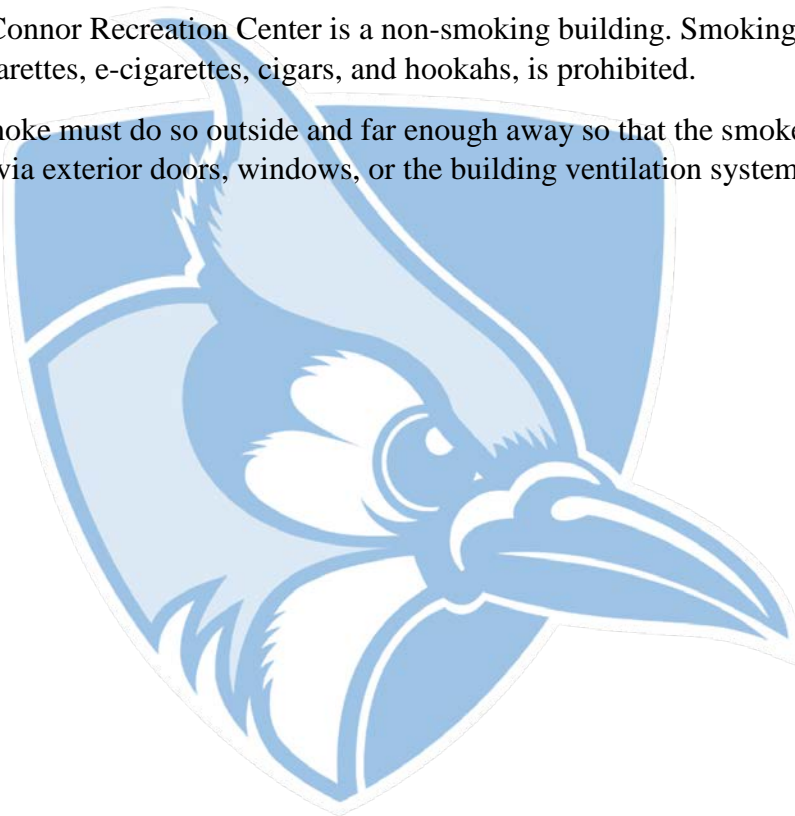 Connor Recreation Center is a non-smoking building. Smoking
arettes, e-cigarettes, cigars, and hookahs, is prohibited.
noke must do so outside and far enough away so that the smoke
via exterior doors, windows, or the building ventilation system